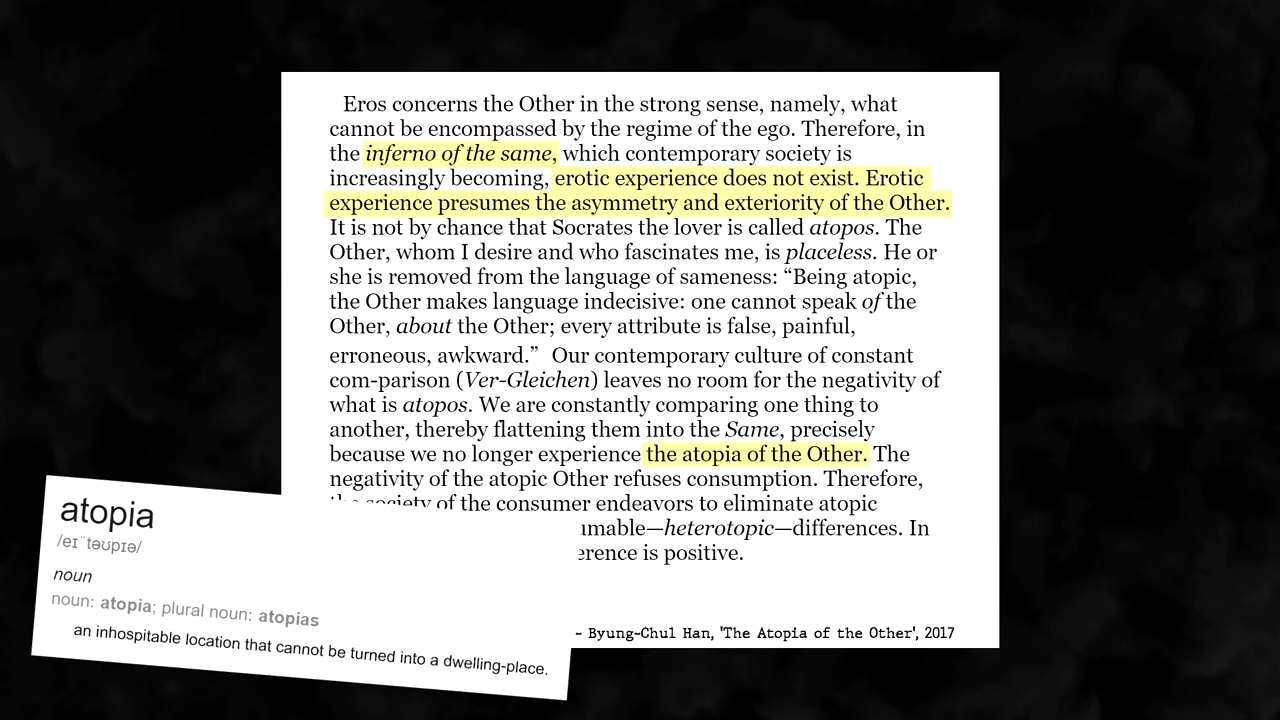 Eros concerns the Other in the strong sense, namely, what
cannot be encompassed by the regime of the ego. Therefore, in
the inferno of the same, which contemporary society is
increasingly becoming, erotic experience does not exist. Erotic
experience presumes the asymmetry and exteriority of the Other.
It is not by chance that Socrates the lover is called atopos. The
Other, whom I desire and who fascinates me, is placeless. He or
she is removed from the language of sameness: “Being atopic,
the Other makes language indecisive: one cannot speak of the
Other, about the Other; every attribute is false, painful,
erroneous, awkward.” Our contemporary culture of constant
com-parison (Ver-Gleichen) leaves no room for the negativity of
what is atopos. We are constantly comparing one thing to
another, thereby flattening them into the Same, precisely
because we no longer experience the atopia of the Other. The
negativity of the atopic Other refuses consumption. Therefore,
the society of the consumer endeavors to eliminate atopic
—heterotopic—differences. In
is positive.
- Byung-Chul Han, 'The Atopia of the Other', 2017
atopia
/eɪˈtəʊpɪə/
noun
noun: atopia; plural noun: atopias
an inhospitable location that cannot be turned into a dwelling-place.